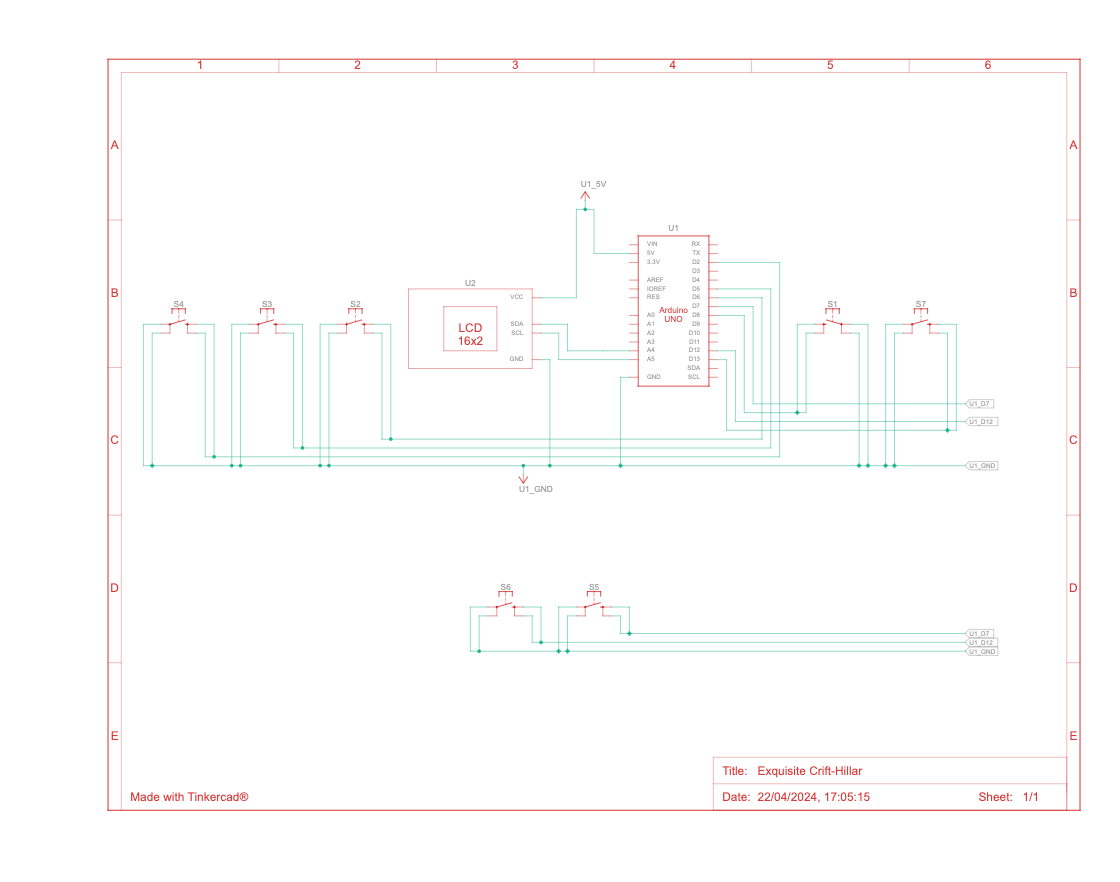 1 2 3 4 5 6
A A
U1_5V
U1
VIN RX
5V TX
3.3V D2
D3
AREF D4
IOREF D5
RES D6
D7
A0 D8
A1 D9
A2 D10
A3 D11
A4 D12
A5 D13
SDA
GND SCL
Arduino
UNO
B B
U2
VCC
SDA
SCL
GND
LCD
16x2
S4 S3 S2 S1 S7
U1_D7
U1_D12
C C
U1_GND
U1_GND
D D
S6 S5
U1_D7
U1_D12
U1_GND
E E
Title: Exquisite Crift-Hillar
Made with Tinkercad®
Date: 22/04/2024, 17:05:15 Sheet: 1/1